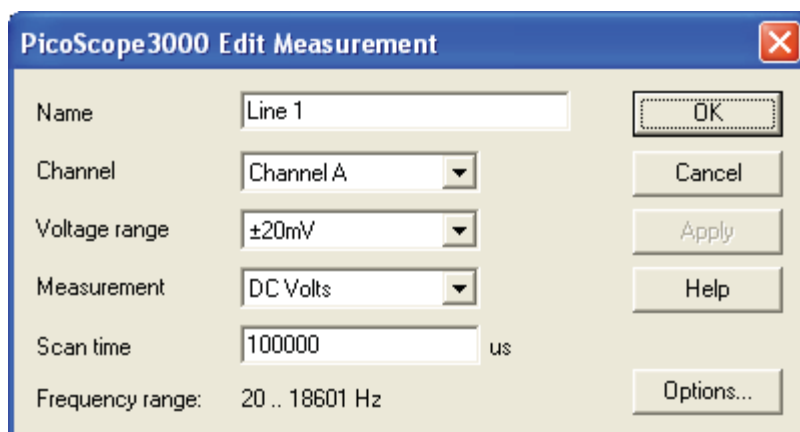 PicoScope3000 Edit Measurement
Name Line 1 OK
Channel Channel A Cancel
Voltage range ±20mV Apply
Measurement DC Volts Help
Scan time 100000 us
Frequency range: 20 .. 18601 Hz Options...